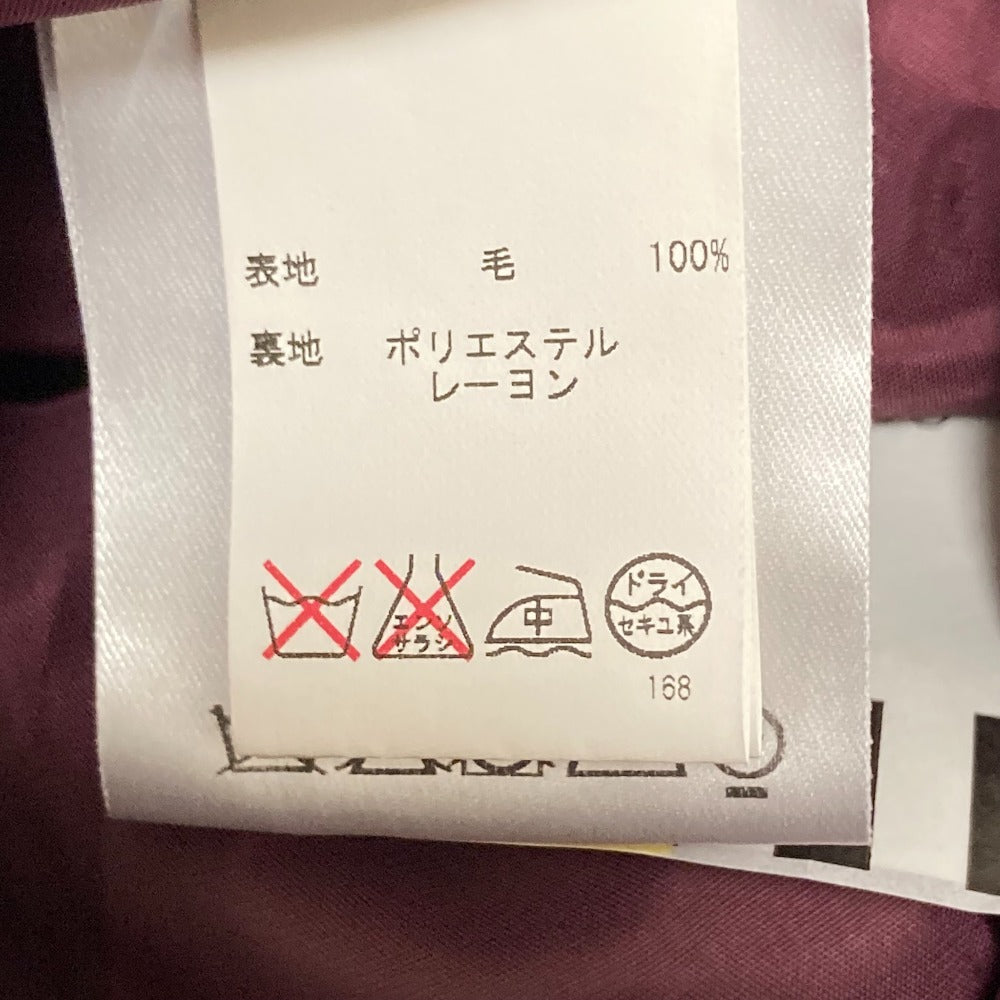 表地 毛 100%
裏地 ポリエステル
レーヨン
エンソ
サラシ
中
ドライ
セキユ系
168